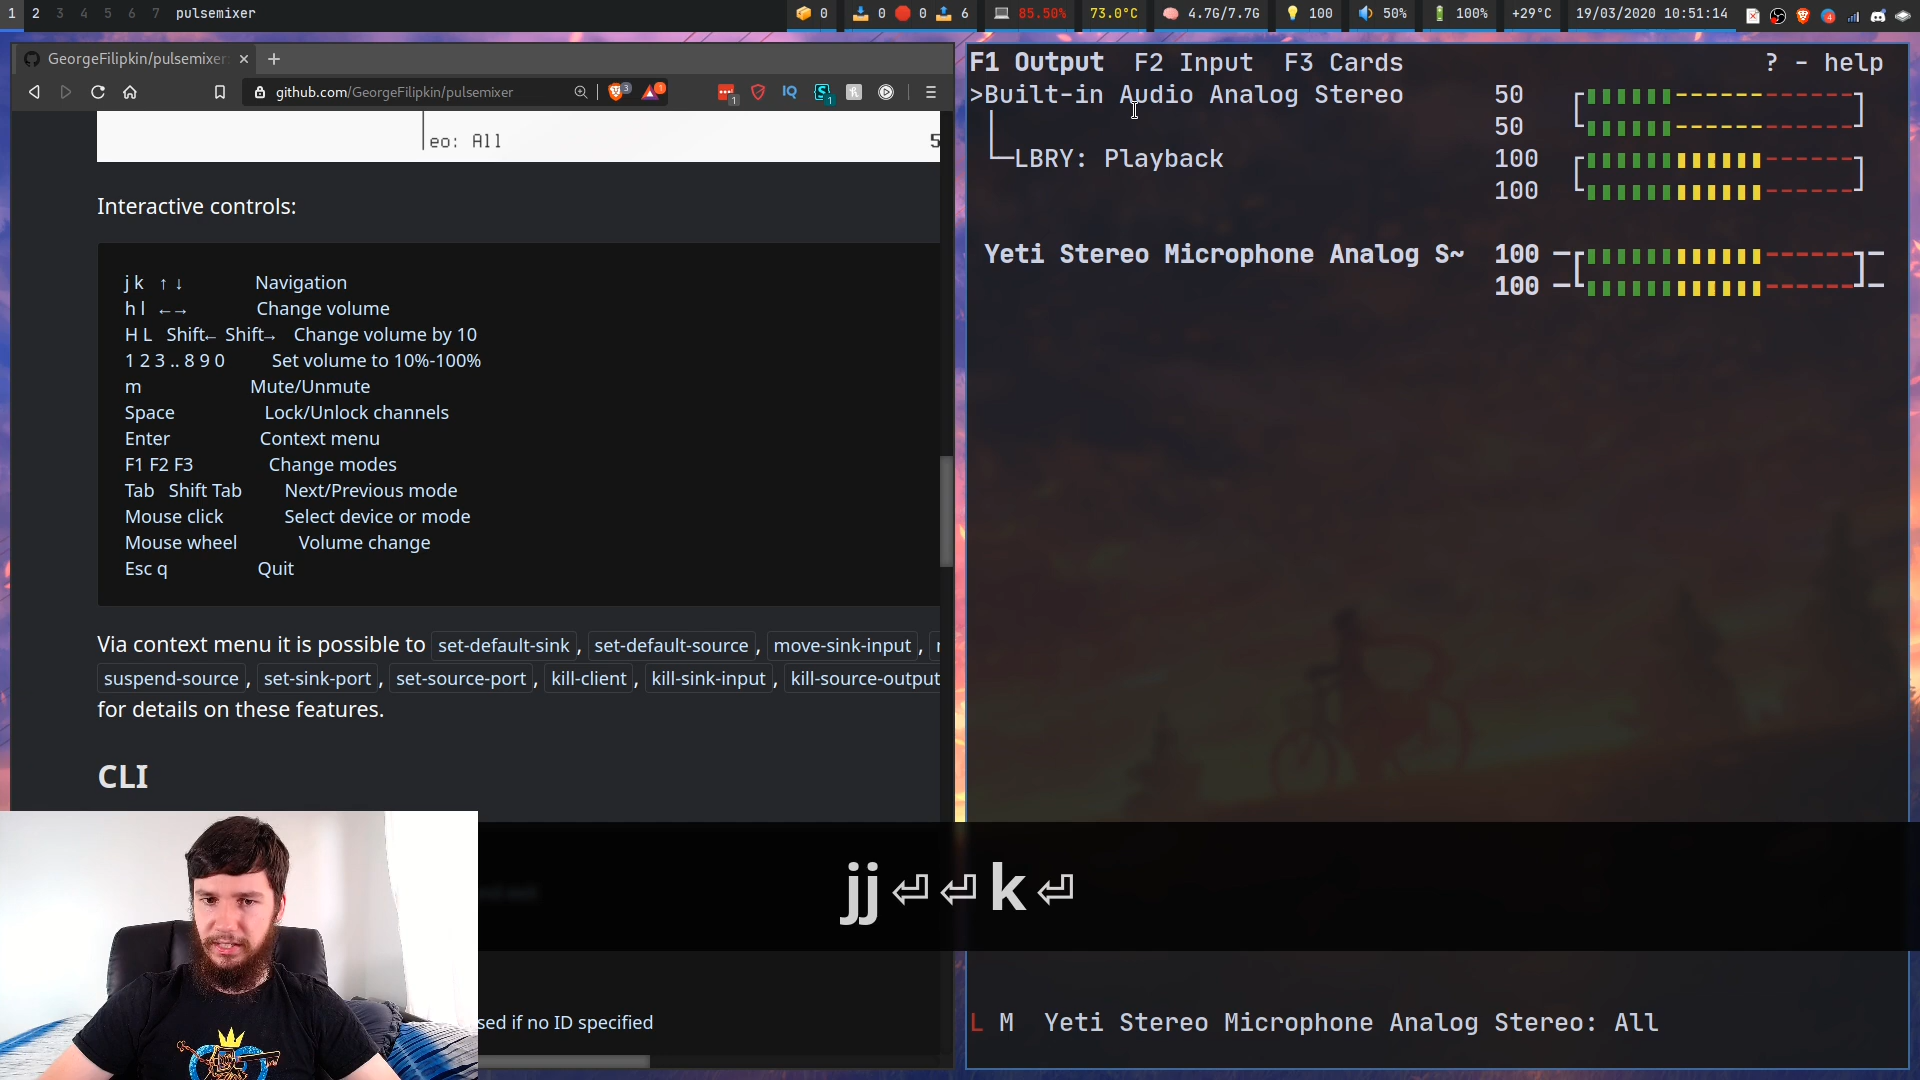 1 2 3 4 5 6 7 pulsemixer 0 0 0 6 85.50% 73.0°C 4.7G/7.7G 100 50% 100% +29°C 19/03/2020 10:51:14
GeorgeFilipkin/pulsemixer
github.com/GeorgeFilipkin/pulsemixer
eo: All 5
Interactive controls:
j k ↑ ↓ Navigation
h l ←→ Change volume
H L Shift← Shift→ Change volume by 10
1 2 3 .. 8 9 0 Set volume to 10%-100%
m Mute/Unmute
Space Lock/Unlock channels
Enter Context menu
F1 F2 F3 Change modes
Tab Shift Tab Next/Previous mode
Mouse click Select device or mode
Mouse wheel Volume change
Esc q Quit
Via context menu it is possible to set-default-sink , set-default-source , move-sink-input ,
suspend-source , set-sink-port , set-source-port , kill-client , kill-sink-input , kill-source-output
for details on these features.
CLI
sed if no ID specified
F1 Output F2 Input F3 Cards ? - help
>Built-in Audio Analog Stereo 50
50
LBRY: Playback 100
100
Yeti Stereo Microphone Analog S~ 100
100
jj⏎⏎k⏎
L M Yeti Stereo Microphone Analog Stereo: All